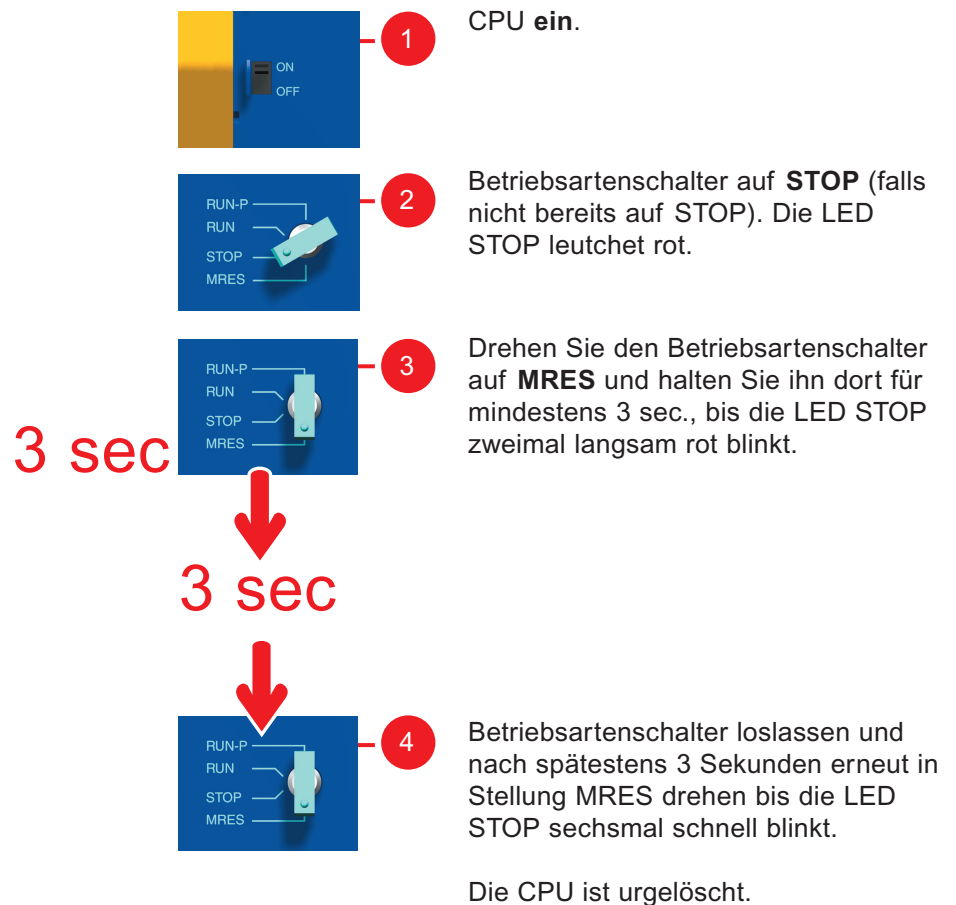 CPU ein.
1
ON
OFF
Betriebsartenschalter auf STOP (falls
nicht bereits auf STOP). Die LED
STOP leutchet rot.
2
RUN-P
RUN
STOP
MRES
Drehen Sie den Betriebsartenschalter
auf MRES und halten Sie ihn dort für
mindestens 3 sec., bis die LED STOP
zweimal langsam rot blinkt.
3
RUN-P
RUN
STOP
MRES
3 sec
3 sec
Betriebsartenschalter loslassen und
nach spätestens 3 Sekunden erneut in
Stellung MRES drehen bis die LED
STOP sechsmal schnell blinkt.
4
RUN-P
RUN
STOP
MRES
Die CPU ist urgelöscht.